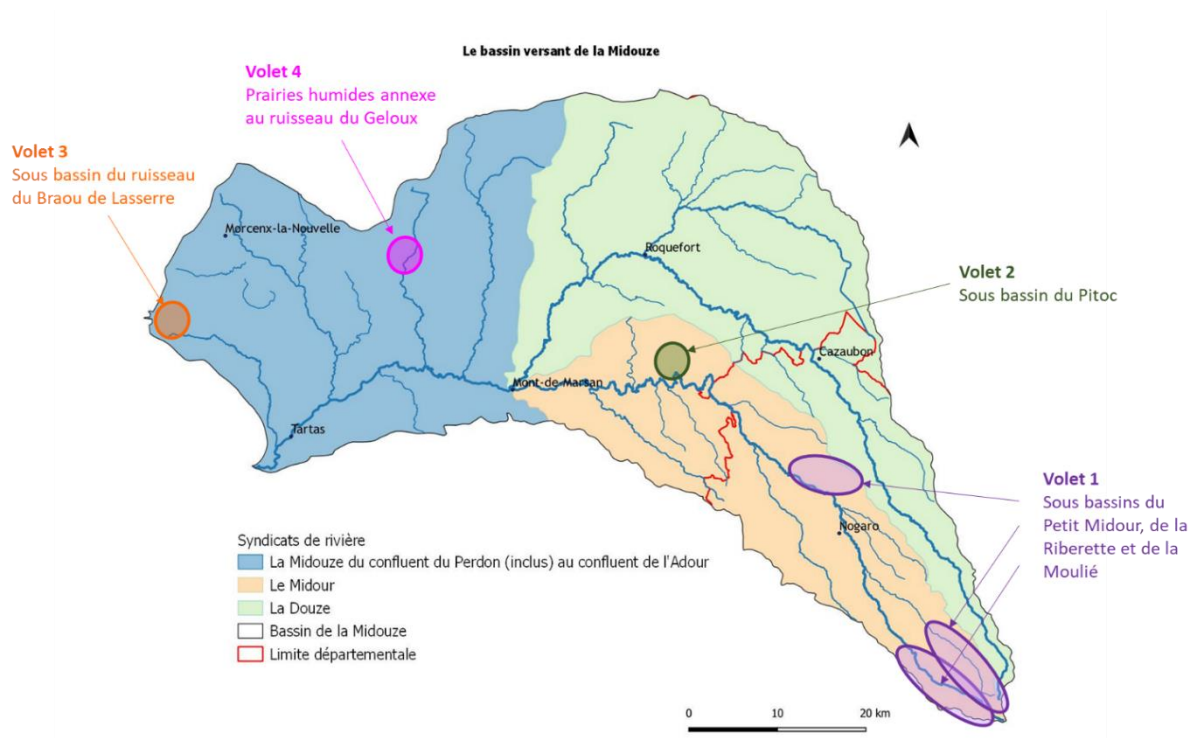 Le bassin versant de la Midouze
Volet 4
Prairies humides annexe
au ruisseau du Geloux
Volet 3
Sous bassin du ruisseau
du Braou de Lasserre
Morcenx-la-Nouvelle
Roquefort
Volet 2
Sous bassin du Pitoc
Cazaubon
Mont-de-Marsan
Tartas
Volet 1
Sous bassins du
Petit Midour, de la
Riberette et de la
Moulié
Nogaro
Syndicats de rivière
La Midouze du confluent du Perdon (inclus) au confluent de l'Adour
Le Midour
La Douze
Bassin de la Midouze
Limite départementale
0 10 20 km